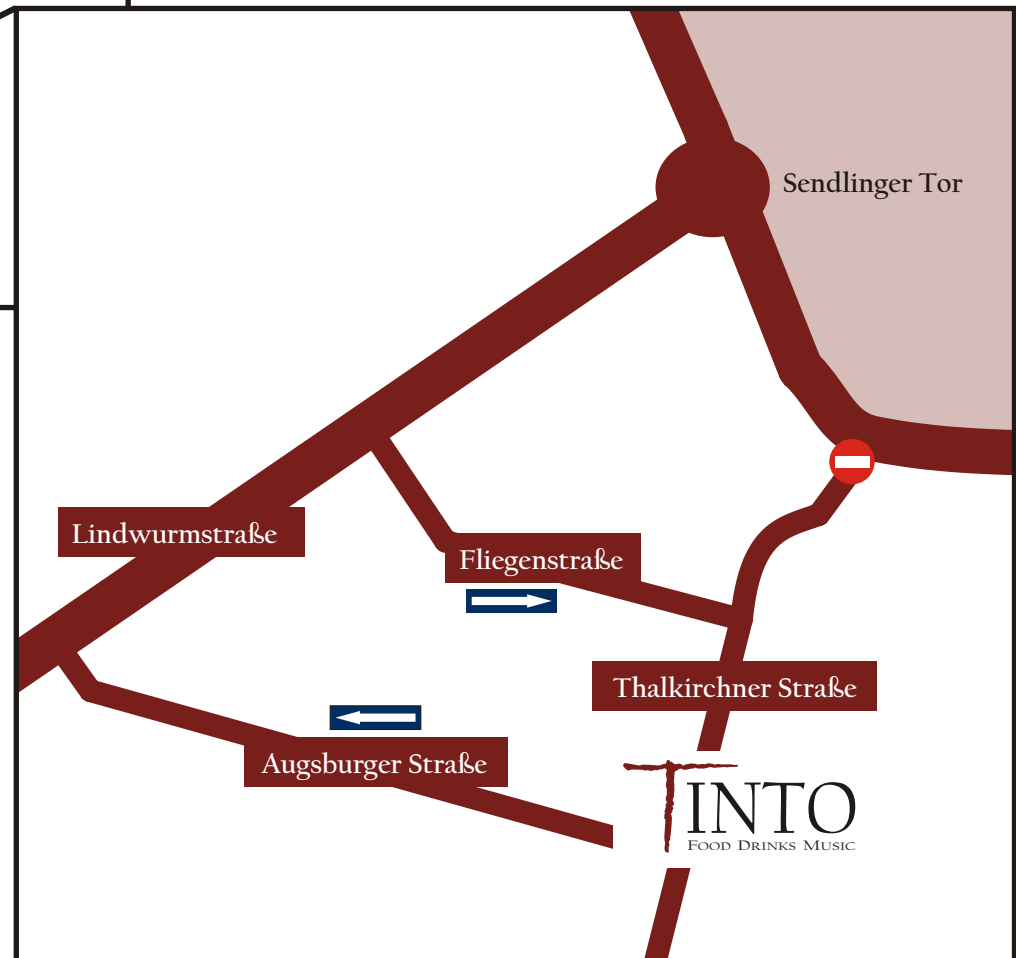 Sendlinger Tor
Lindwurmstraße
Fliegenstraße
Thalkirchner Straße
Augsburger Straße
TINTO
Food Drinks Music